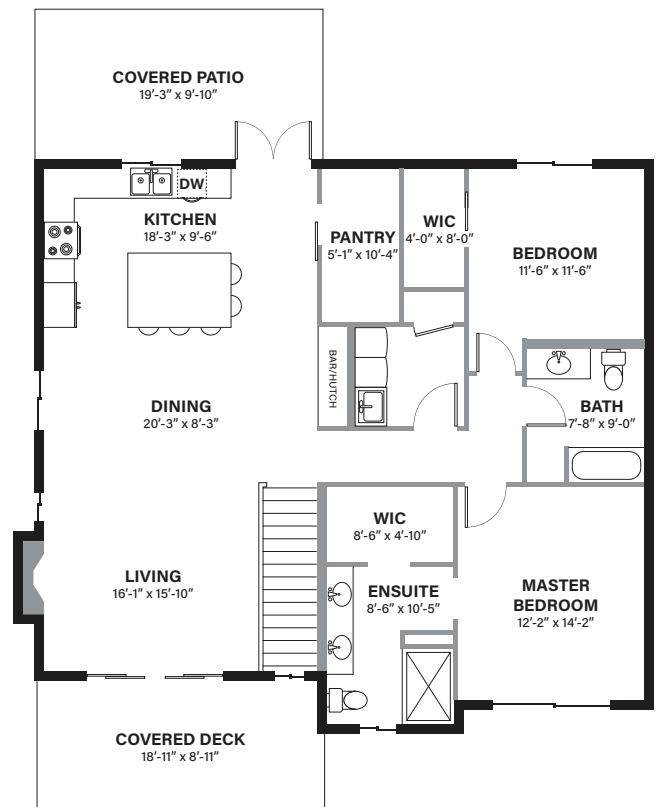 COVERED PATIO
19′-3″ x 9′-10″
DW
KITCHEN
18′-3″ x 9′-6″
PANTRY
5′-1″ x 10′-4″
WIC
4′-0″ x 8′-0″
BEDROOM
11′-6″ x 11′-6″
BAR/HUTCH
DINING
20′-3″ x 8′-3″
BATH
7′-8″ x 9′-0″
WIC
8′-6″ x 4′-10″
LIVING
16′-1″ x 15′-10″
ENSUITE
8′-6″ x 10′-5″
MASTER
BEDROOM
12′-2″ x 14′-2″
COVERED DECK
18′-11″ x 8′-11″